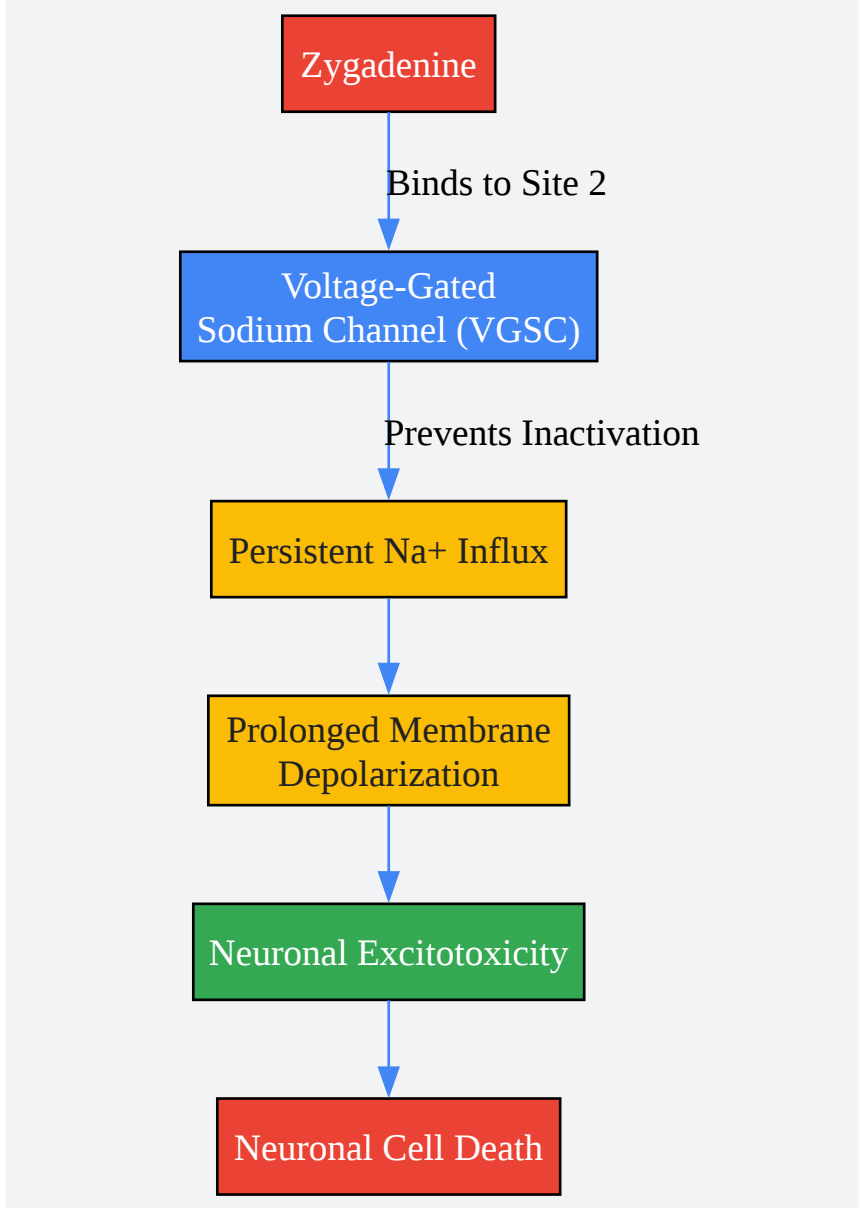 Zygadenine
Binds to Site 2
Voltage-Gated
Sodium Channel (VGSC)
Prevents Inactivation
Persistent Na+ Influx
Prolonged Membrane
Depolarization
Neuronal Excitotoxicity
Neuronal Cell Death